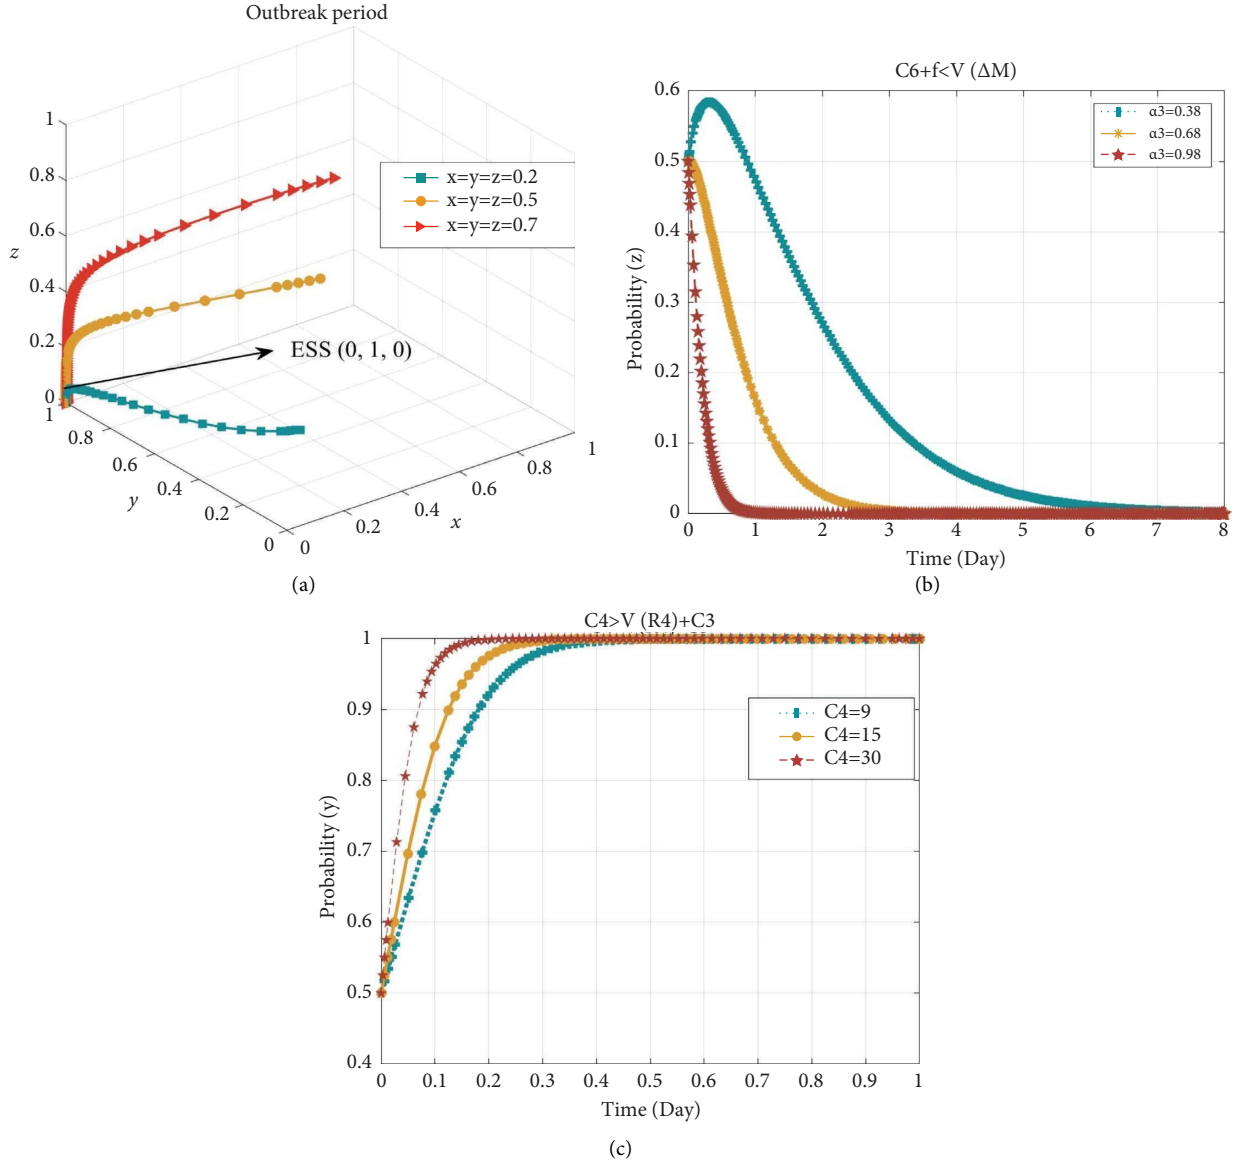 Outbreak period
1
0.8
0.6
z
0.4
0.2
0
1
0.8
0.6
y
0.4
0.2
0
0
0.2
0.4
x
0.6
0.8
1
x=y=z=0.2
x=y=z=0.5
x=y=z=0.7
ESS (0, 1, 0)
(a)
C6+f<V (ΔM)
0.6
0.5
0.4
0.3
0.2
0.1
0
Probability (z)
α3=0.38
α3=0.68
α3=0.98
0 1 2 3 4 5 6 7 8
Time (Day)
(b)
C4>V (R4)+C3
1
0.9
0.8
0.7
0.6
0.5
0.4
Probability (y)
C4=9
C4=15
C4=30
0 0.1 0.2 0.3 0.4 0.5 0.6 0.7 0.8 0.9 1
Time (Day)
(c)